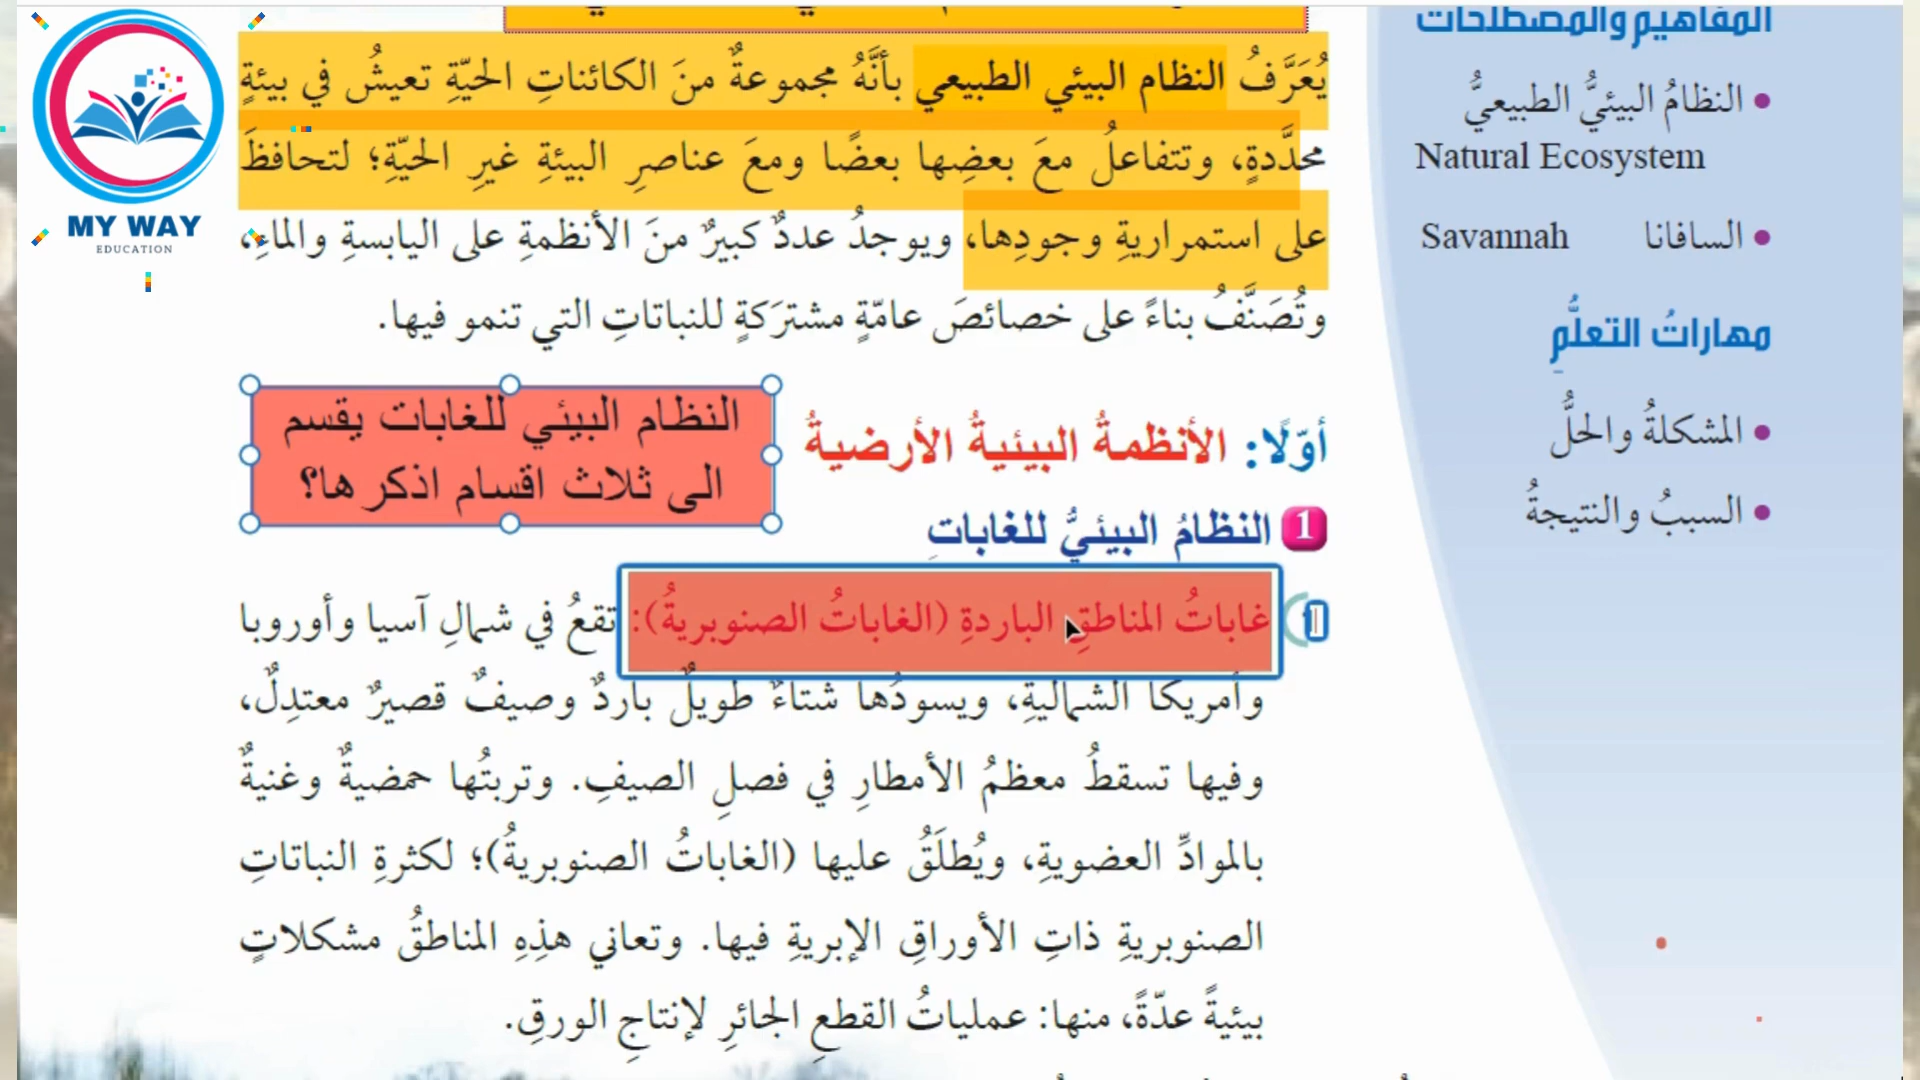 MY WAY
EDUCATION
يُعَرَّفُ النظام البيئي الطبيعي بأنَّهُ مجموعةٌ منَ الكائناتِ الحيّةِ تعيشُ في بيئةٍ
محدَّدةٍ، وتتفاعلُ معَ بعضِها بعضًا ومعَ عناصرِ البيئةِ غيرِ الحيّةِ؛ لتحافظَ
على استمراريةِ وجودِها، ويوجدُ عددٌ كبيرٌ منَ الأنظمةِ على اليابسةِ والماءِ،
وتُصَنَّفُ بناءً على خصائصَ عامّةٍ مشترَكةٍ للنباتاتِ التي تنمو فيها.
أوّلًا: الأنظمةُ البيئيةُ الأرضيةُ
النظام البيئي للغابات يقسم
الى ثلاث اقسام اذكرها؟
1 النظامُ البيئيُّ للغاباتِ
غاباتُ المناطقِ الباردةِ (الغاباتُ الصنوبريةُ): تقعُ في شمالِ آسيا وأوروبا
وأمريكا الشماليةِ، ويسودُها شتاءٌ طويلٌ باردٌ وصيفٌ قصيرٌ معتدِلٌ،
وفيها تسقطُ معظمُ الأمطارِ في فصلِ الصيفِ. وتربتُها حمضيةٌ وغنيةٌ
بالموادِّ العضويةِ، ويُطلَقُ عليها (الغاباتُ الصنوبريةُ)؛ لكثرةِ النباتاتِ
الصنوبريةِ ذاتِ الأوراقِ الإبريةِ فيها. وتعاني هذِهِ المناطقُ مشكلاتٍ
بيئيةً عدّةً، منها: عملياتُ القطعِ الجائرِ لإنتاجِ الورقِ.
المفاهيم والمصطلحات
• النظامُ البيئيُّ الطبيعيُّ
Natural Ecosystem
• السافانا Savannah
مهاراتُ التعلُّمِ
• المشكلةُ والحلُّ
• السببُ والنتيجةُ